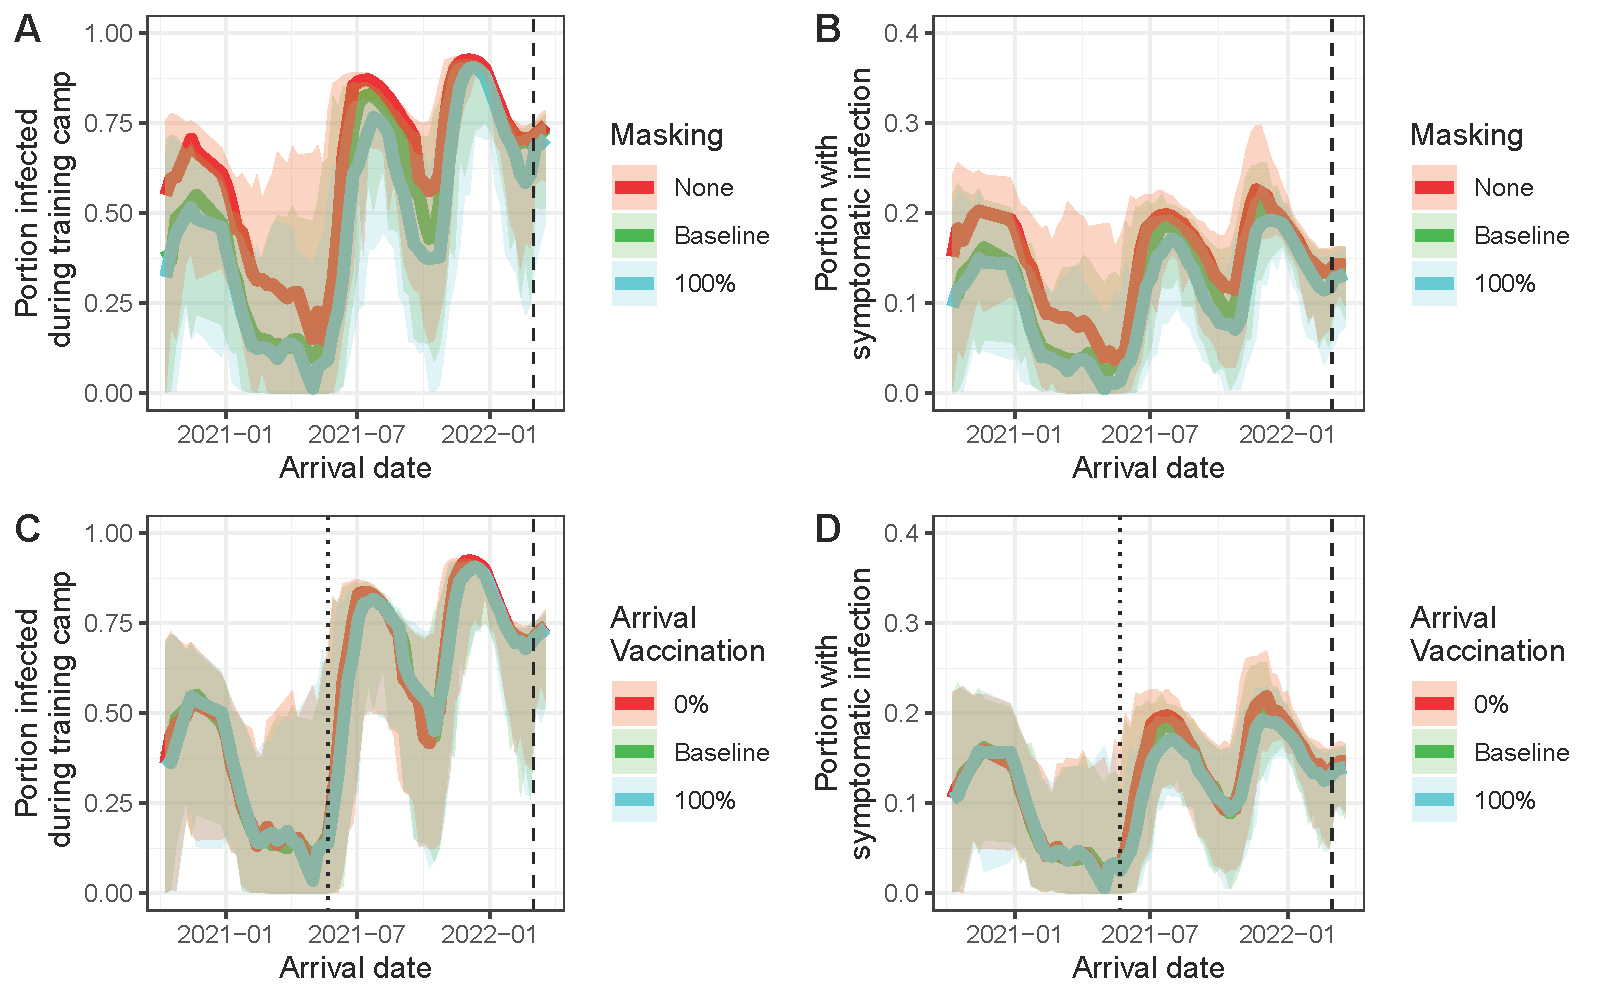 A
1.00
0.75
0.50
0.25
0.00
Portion infected
during training camp
2021−01
2021−07
2022−01
Arrival date
Masking
None
Baseline
100%
B
0.4
0.3
0.2
0.1
0.0
Portion with
symptomatic infection
2021−01
2021−07
2022−01
Arrival date
Masking
None
Baseline
100%
C
1.00
0.75
0.50
0.25
0.00
Portion infected
during training camp
2021−01
2021−07
2022−01
Arrival date
Arrival
Vaccination
0%
Baseline
100%
D
0.4
0.3
0.2
0.1
0.0
Portion with
symptomatic infection
2021−01
2021−07
2022−01
Arrival date
Arrival
Vaccination
0%
Baseline
100%